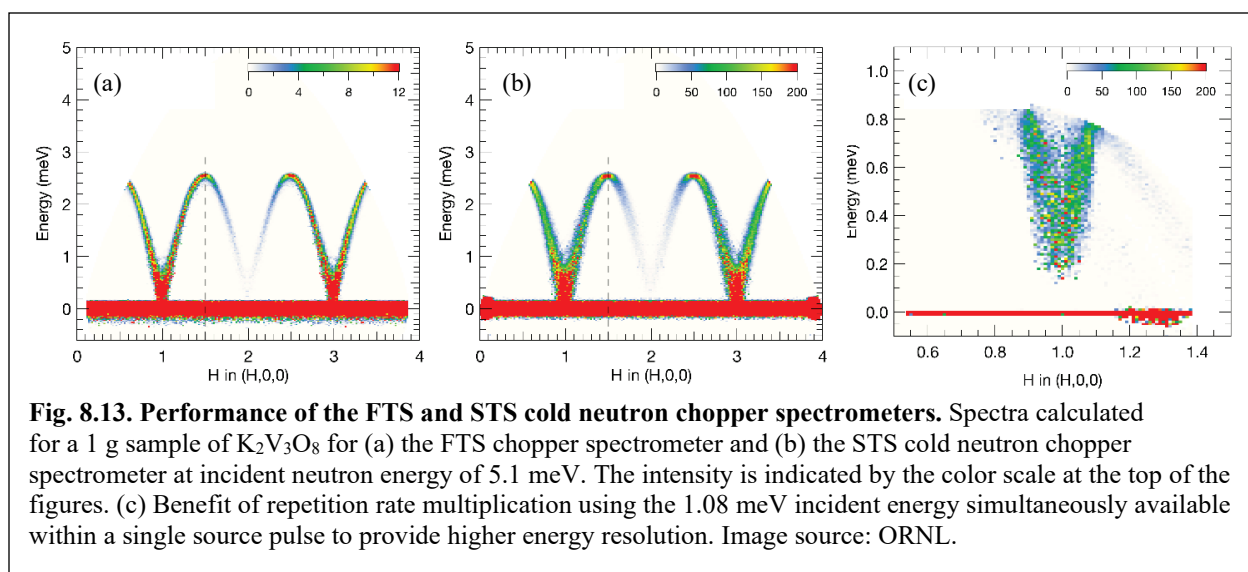 (a)
0 4 8 12
5
4
3
2
1
0
Energy (meV)
0 1 2 3 4
H in (H,0,0)
(b)
0 50 100 150 200
5
4
3
2
1
0
Energy (meV)
0 1 2 3 4
H in (H,0,0)
(c)
0 50 100 150 200
1.0
0.8
0.6
0.4
0.2
0.0
Energy (meV)
0.6 0.8 1.0 1.2 1.4
H in (H,0,0)
Fig. 8.13. Performance of the FTS and STS cold neutron chopper spectrometers. Spectra calculated
for a 1 g sample of K₂V₃O₈ for (a) the FTS chopper spectrometer and (b) the STS cold neutron chopper
spectrometer at incident neutron energy of 5.1 meV. The intensity is indicated by the color scale at the top of the
figures. (c) Benefit of repetition rate multiplication using the 1.08 meV incident energy simultaneously available
within a single source pulse to provide higher energy resolution. Image source: ORNL.